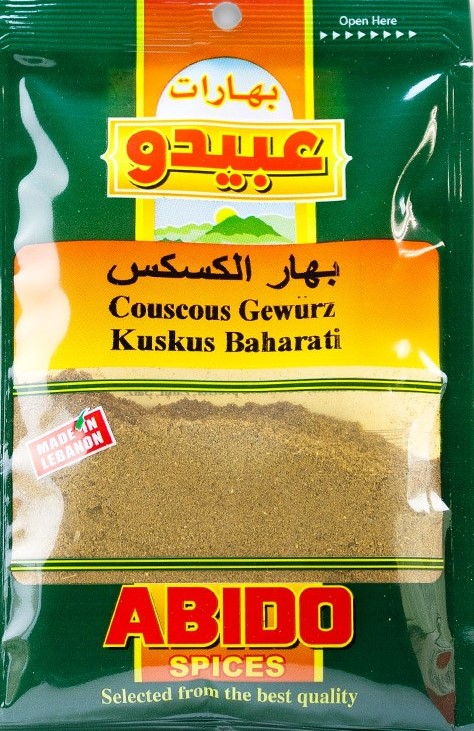 Open Here
بهارات
عبيدو
بهار الكسكس
Couscous Gewürz
Kuskus Baharati
MADE IN
LEBANON
ABIDO
SPICES
Selected from the best quality